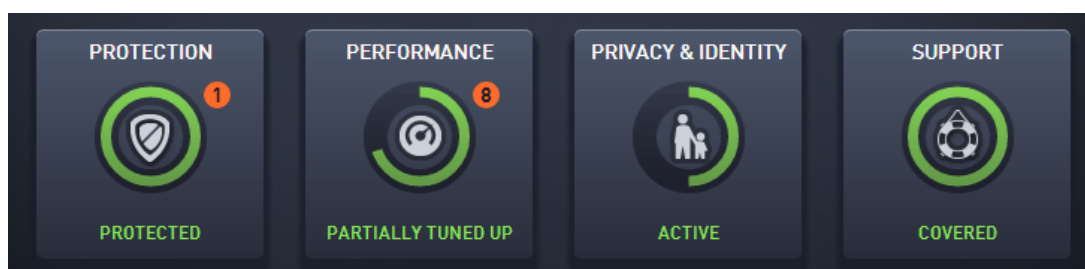 PROTECTION
1
PROTECTED
PERFORMANCE
8
PARTIALLY TUNED UP
PRIVACY & IDENTITY
ACTIVE
SUPPORT
COVERED